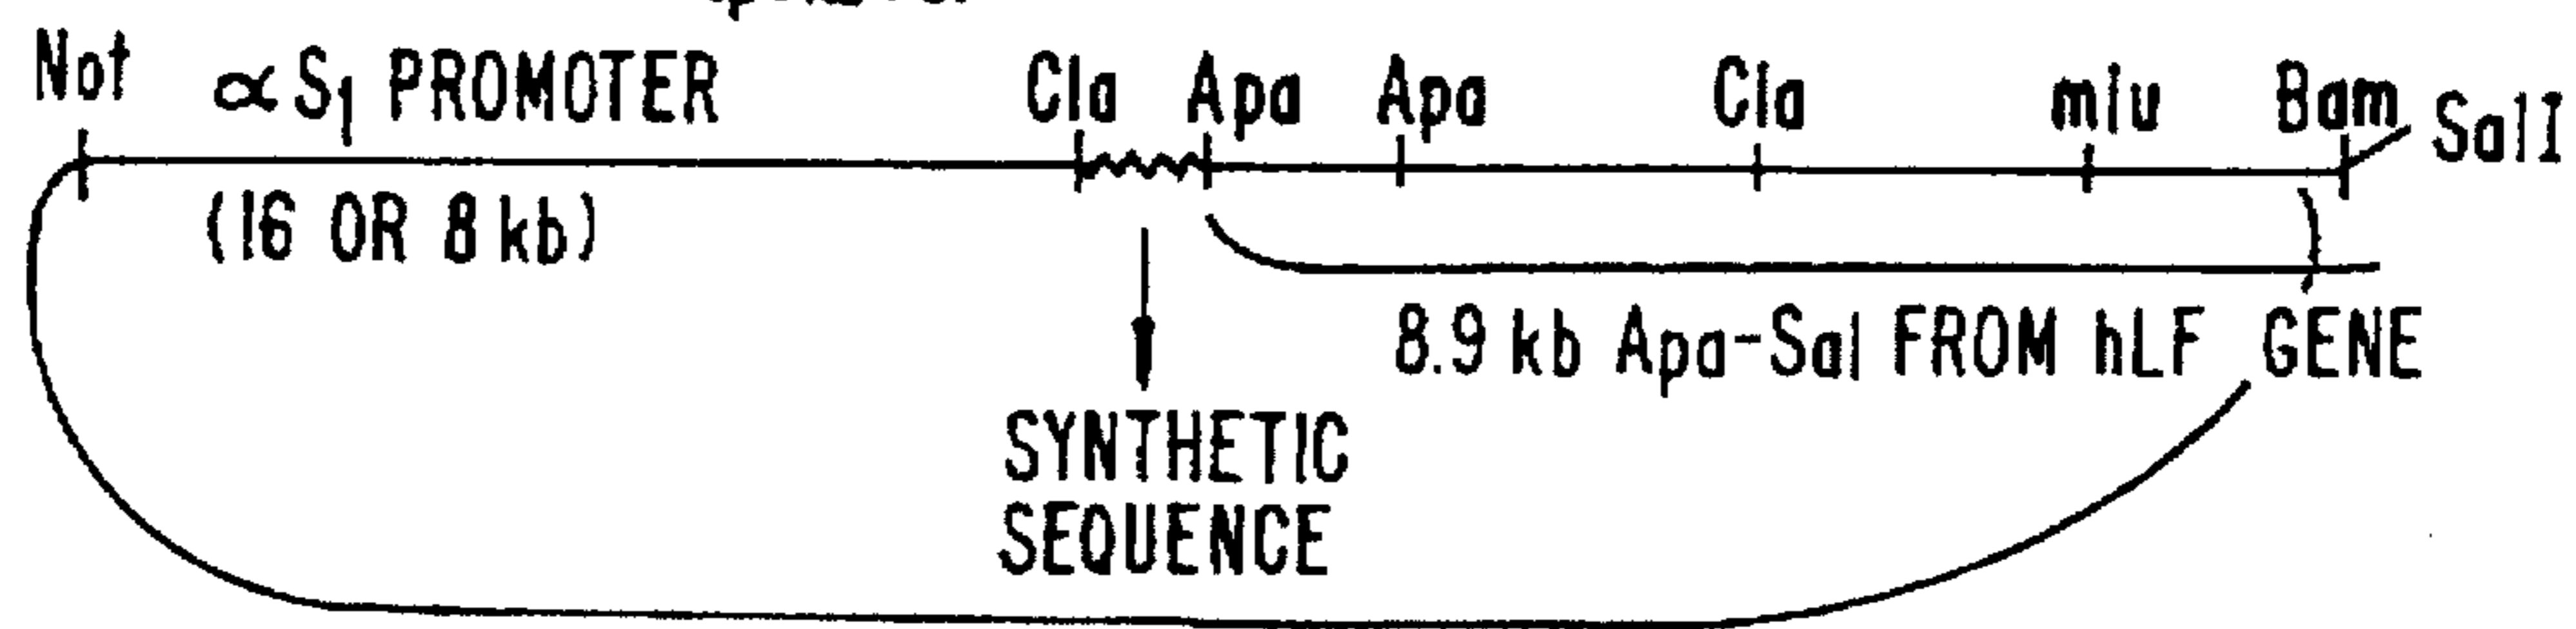 Not αS1 PROMOTER Cla Apa Apa Cla mlu Bam SalI
(16 OR 8 kb)
8.9 kb Apa-Sal FROM hLF GENE
SYNTHETIC
SEQUENCE